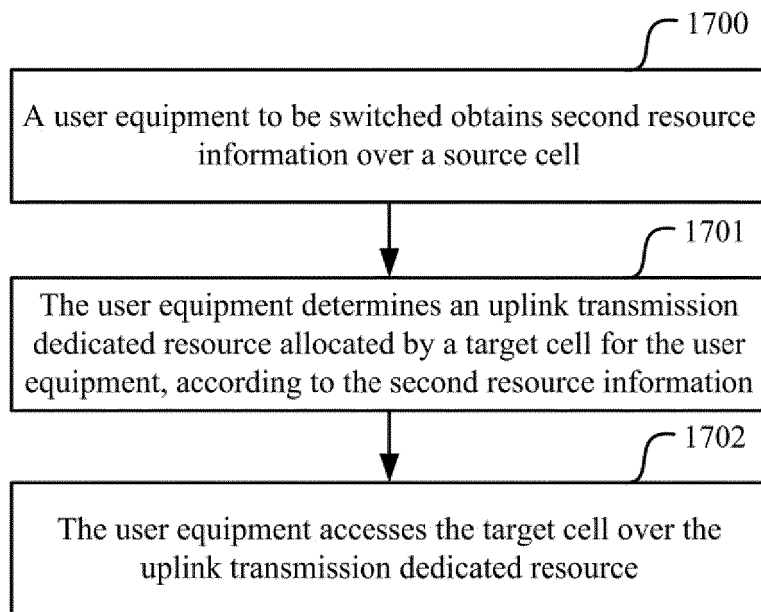 1700
A user equipment to be switched obtains second resource
information over a source cell
1701
The user equipment determines an uplink transmission
dedicated resource allocated by a target cell for the user
equipment, according to the second resource information
1702
The user equipment accesses the target cell over the
uplink transmission dedicated resource